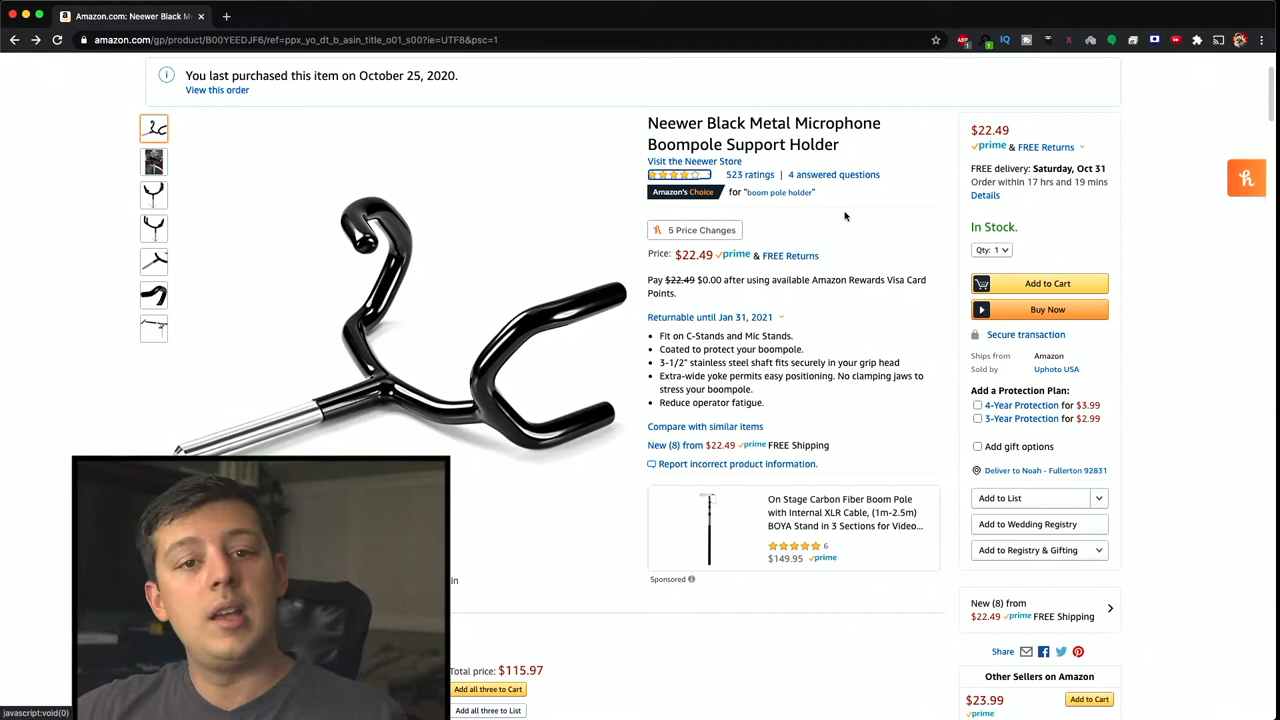 Amazon.com: Neewer Black M
amazon.com/gp/product/B00YEEDJF6/ref=ppx_yo_dt_b_asin_title_o01_s00?ie=UTF8&psc=1
You last purchased this item on October 25, 2020.
View this order
Neewer Black Metal Microphone
Boompole Support Holder
Visit the Neewer Store
523 ratings | 4 answered questions
Amazon's Choice for "boom pole holder"
5 Price Changes
Price: $22.49 prime & FREE Returns
Pay $22.49 $0.00 after using available Amazon Rewards Visa Card
Points.
Returnable until Jan 31, 2021
Fit on C-Stands and Mic Stands.
Coated to protect your boompole.
3-1/2" stainless steel shaft fits securely in your grip head
Extra-wide yoke permits easy positioning. No clamping jaws to
stress your boompole.
Reduce operator fatigue.
Compare with similar items
New (8) from $22.49 prime FREE Shipping
Report incorrect product information.
On Stage Carbon Fiber Boom Pole
with Internal XLR Cable, (1m-2.5m)
BOYA Stand in 3 Sections for Video...
6
$149.95 prime
Sponsored
in
Total price: $115.97
Add all three to Cart
Add all three to List
$22.49
prime & FREE Returns
FREE delivery: Saturday, Oct 31
Order within 17 hrs and 19 mins
Details
In Stock.
Qty: 1
Add to Cart
Buy Now
Secure transaction
Ships from Amazon
Sold by Uphoto USA
Add a Protection Plan:
4-Year Protection for $3.99
3-Year Protection for $2.99
Add gift options
Deliver to Noah - Fullerton 92831
Add to List
Add to Wedding Registry
Add to Registry & Gifting
New (8) from
$22.49 prime FREE Shipping
Share
Other Sellers on Amazon
$23.99
Add to Cart
prime
javascript:void(0)